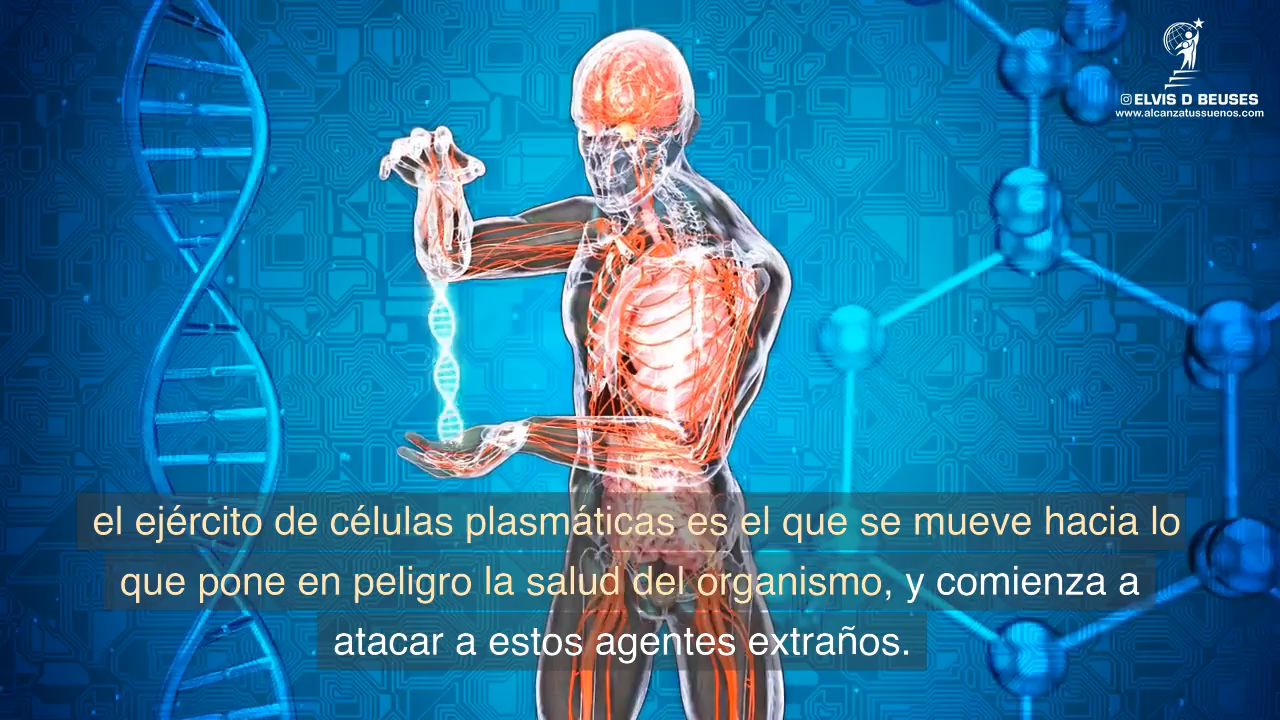 ELVIS D BEUSES
www.alcanzatussuenos.com
el ejército de células plasmáticas es el que se mueve hacia lo
que pone en peligro la salud del organismo, y comienza a
atacar a estos agentes extraños.